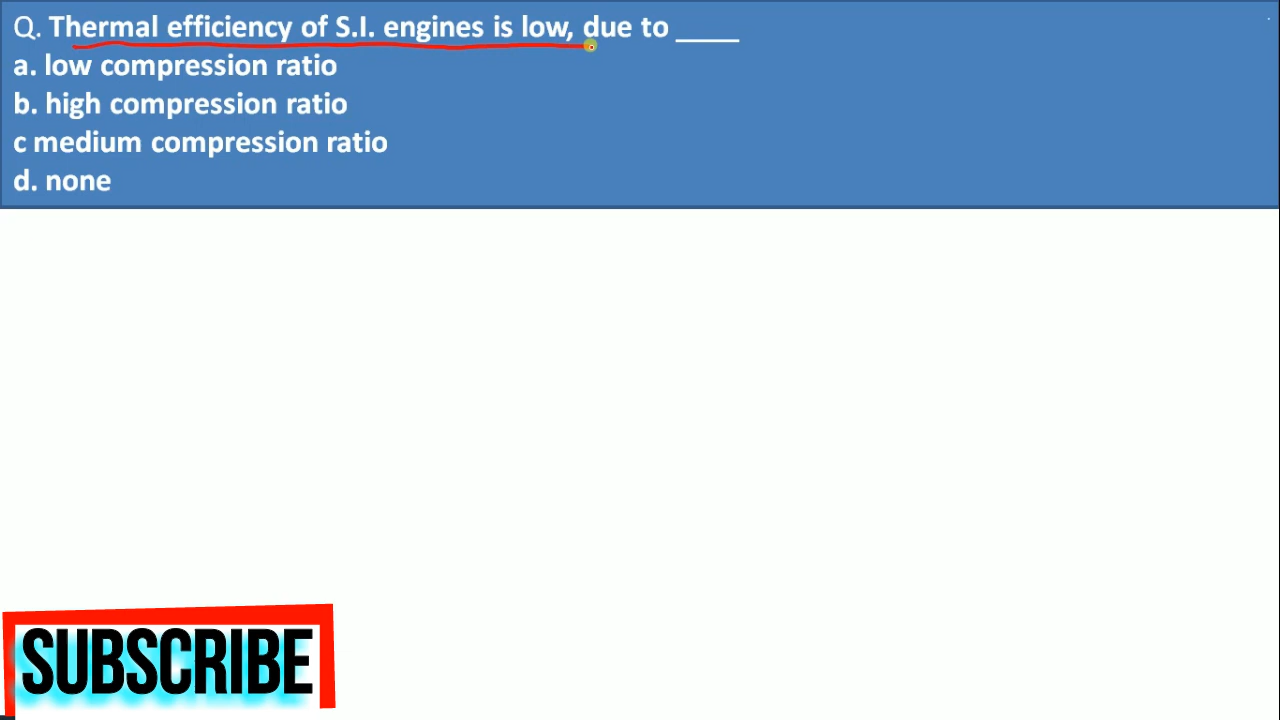 Q. Thermal efficiency of S.I. engines is low, due to ____
a. low compression ratio
b. high compression ratio
c medium compression ratio
d. none
SUBSCRIBE